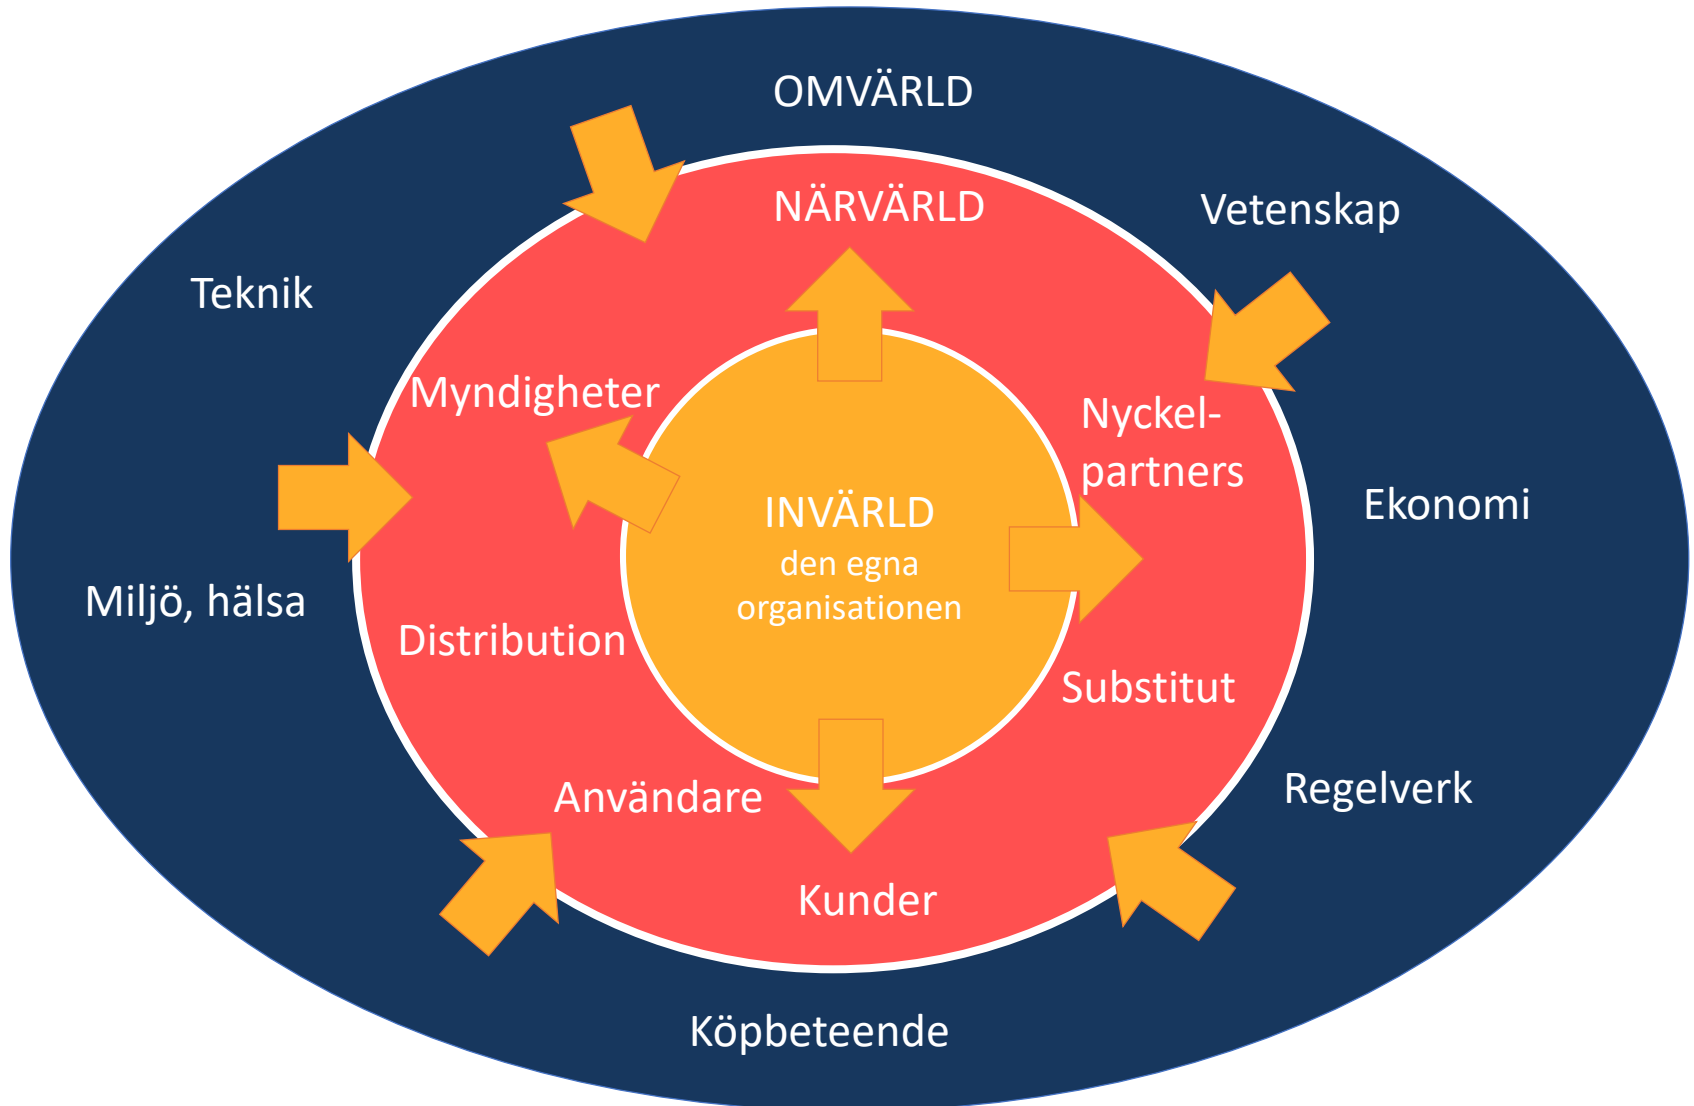 OMVÄRLD
NÄRVÄRLD
Vetenskap
Teknik
Myndigheter
Nyckel-
partners
INVÄRLD
den egna
organisationen
Ekonomi
Miljö, hälsa
Distribution
Substitut
Användare
Regelverk
Kunder
Köpbeteende